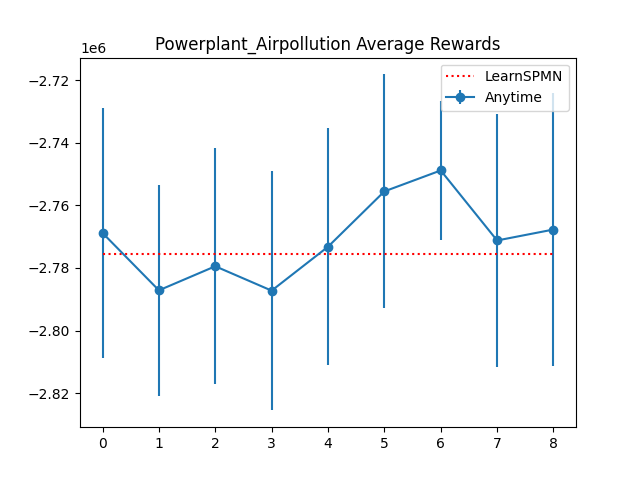 Powerplant_Airpollution Average Rewards
1e6
LearnSPMN
Anytime
−2.72
−2.74
−2.76
−2.78
−2.80
−2.82
0 1 2 3 4 5 6 7 8